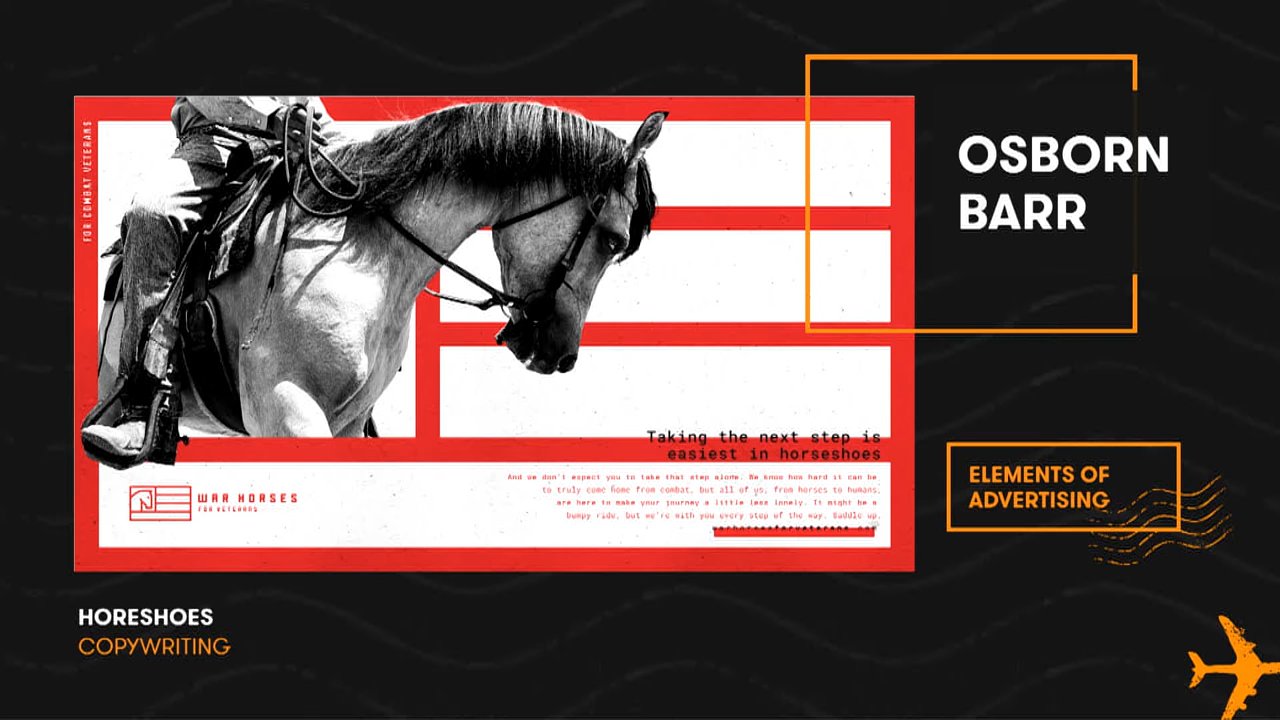 FOR COMBAT VETERANS
OSBORN
BARR
Taking the next step is
easiest in horseshoes
And we don't expect you to take that step alone. We know how hard it can be
to truly come home from combat, but all of us, from horses to humans,
are here to make your journey a little less lonely. It might be a
bumpy ride, but we're with you every step of the way. Saddle up.
warhorsesforveterans.com
WAR HORSES
FOR VETERANS
ELEMENTS OF
ADVERTISING
HORESHOES
COPYWRITING